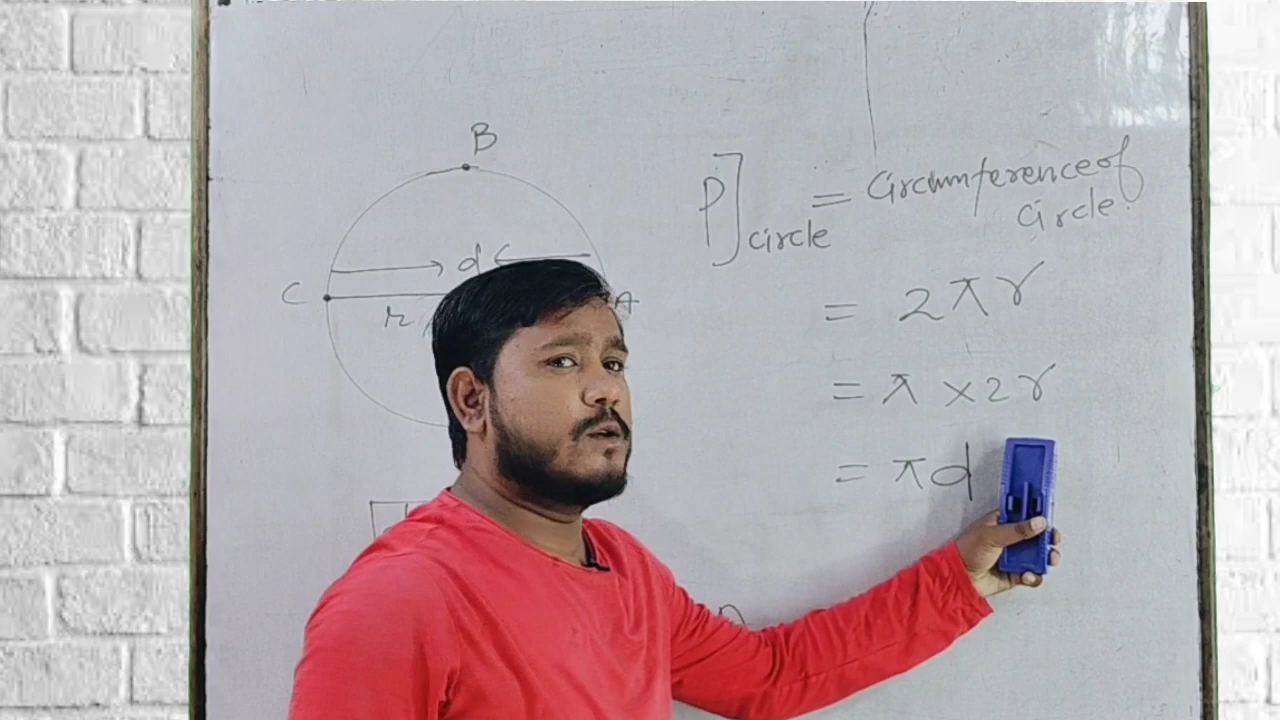 B
d
C
r
A
P]circle = Circumference of
circle.
= 2πr
= π × 2r
= πd